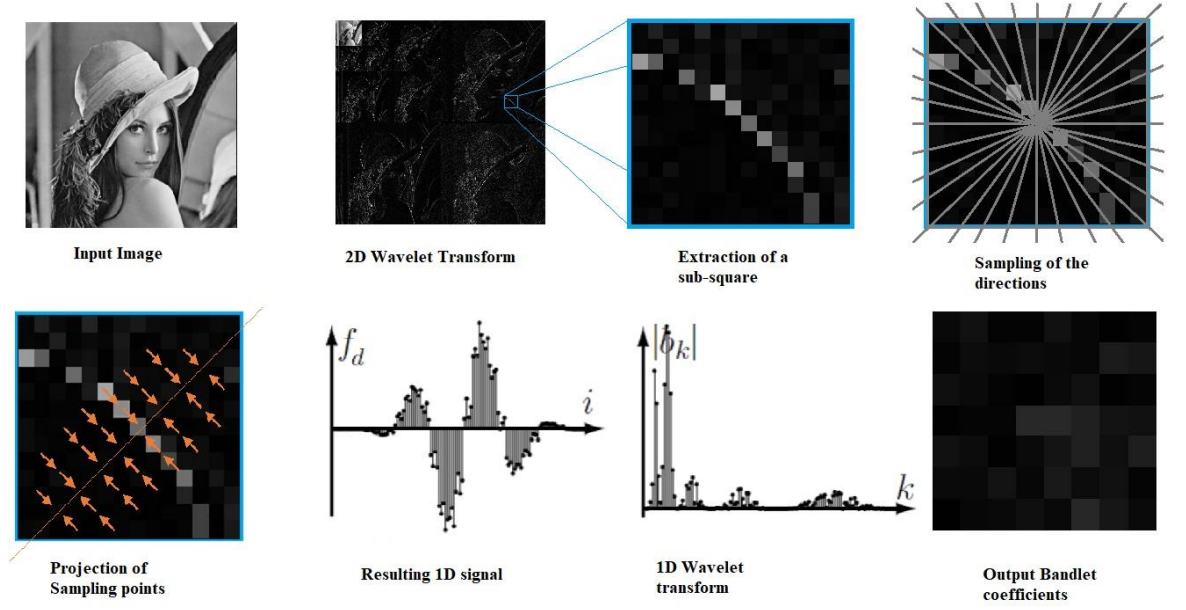 Input Image
2D Wavelet Transform
Extraction of a
sub-square
Sampling of the
directions
f_d
i
|b_k|
k
Projection of
Sampling points
Resulting 1D signal
1D Wavelet
transform
Output Bandlet
coefficients